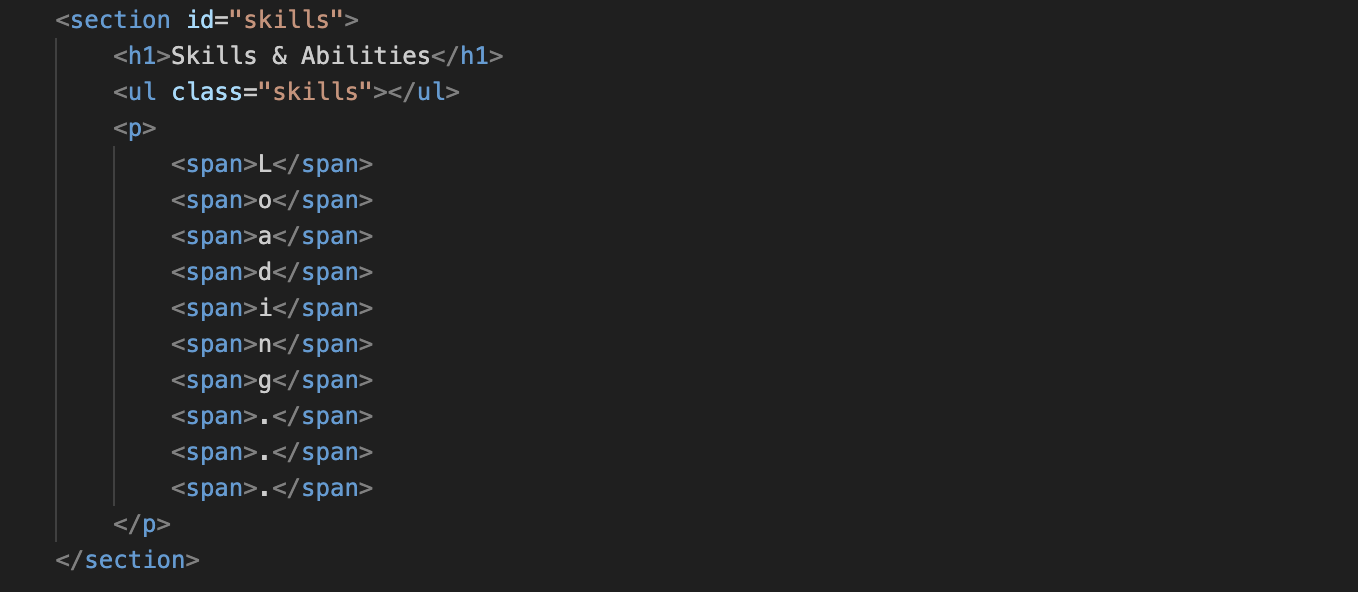 <section id="skills">
<h1>Skills & Abilities</h1>
<ul class="skills"></ul>
<p>
<span>L</span>
<span>o</span>
<span>a</span>
<span>d</span>
<span>i</span>
<span>n</span>
<span>g</span>
<span>.</span>
<span>.</span>
<span>.</span>
</p>
</section>